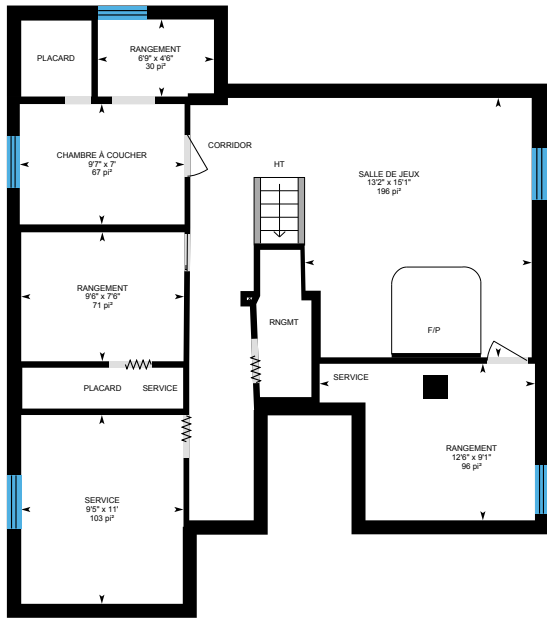 PLACARD
RANGEMENT
6'9" x 4'6"
30 pi²
CHAMBRE À COUCHER
9'7" x 7'
67 pi²
CORRIDOR
HT
SALLE DE JEUX
13'2" x 15'1"
196 pi²
RANGEMENT
9'6" x 7'6"
71 pi²
RNGMT
F/P
PLACARD
SERVICE
SERVICE
RANGEMENT
12'6" x 9'1"
96 pi²
SERVICE
9'5" x 11'
103 pi²